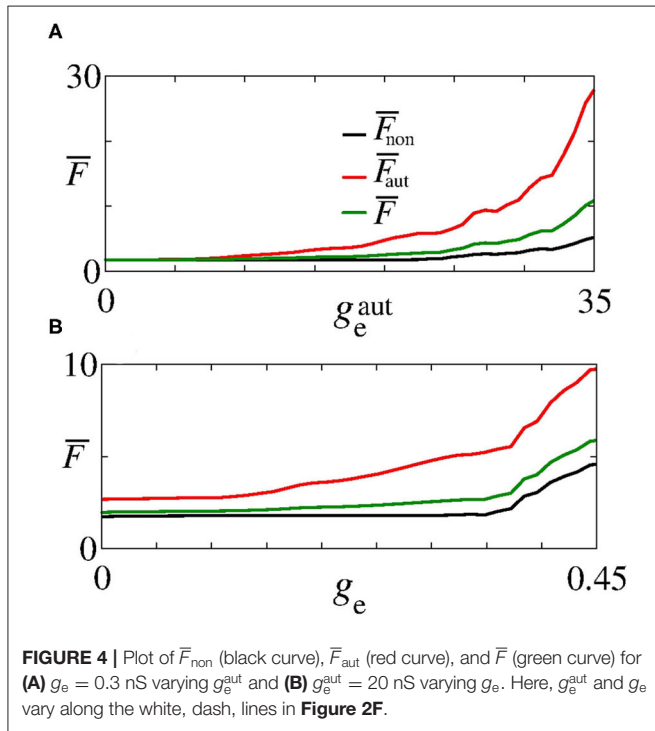 A
30
F̅
0
F̅non
F̅aut
F̅
0
g_e^aut
35
B
10
F̅
0
0
g_e
0.45
FIGURE 4 | Plot of F̅non (black curve), F̅aut (red curve), and F̅ (green curve) for
(A) g_e = 0.3 nS varying g_e^aut and (B) g_e^aut = 20 nS varying g_e. Here, g_e^aut and g_e
vary along the white, dash, lines in Figure 2F.